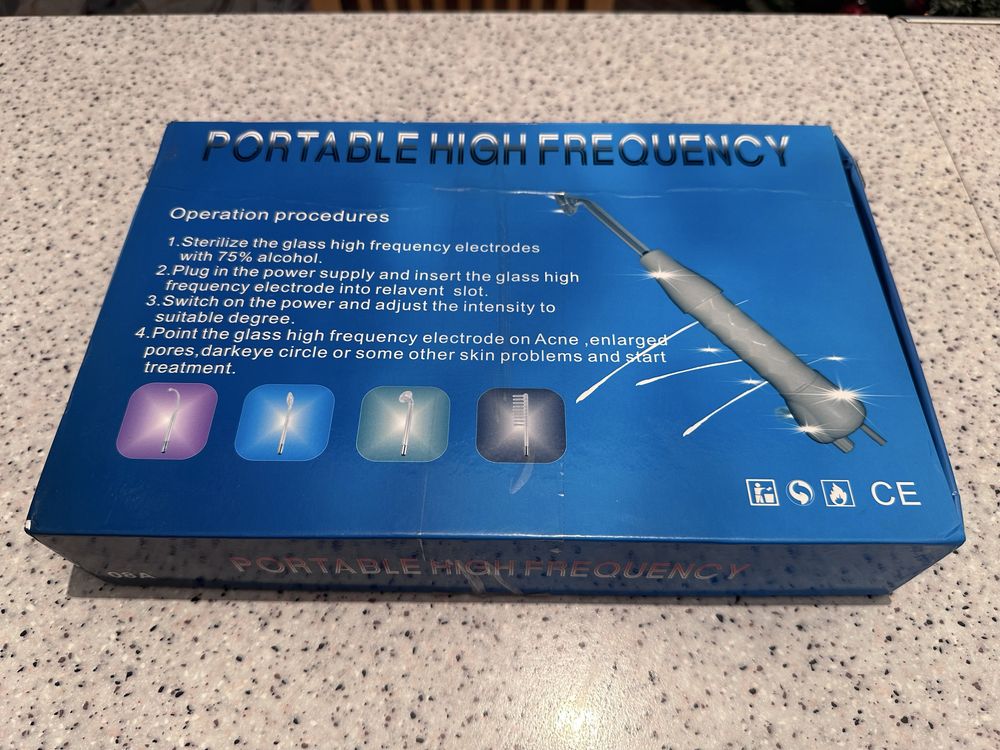 PORTABLE HIGH FREQUENCY
Operation procedures
1.Sterilize the glass high frequency electrodes
with 75% alcohol.
2.Plug in the power supply and insert the glass high
frequency electrode into relavent slot.
3.Switch on the power and adjust the intensity to
suitable degree.
4.Point the glass high frequency electrode on Acne ,enlarged
pores,darkeye circle or some other skin problems and start
treatment.
CE
PORTABLE HIGH FREQUENCY
08A